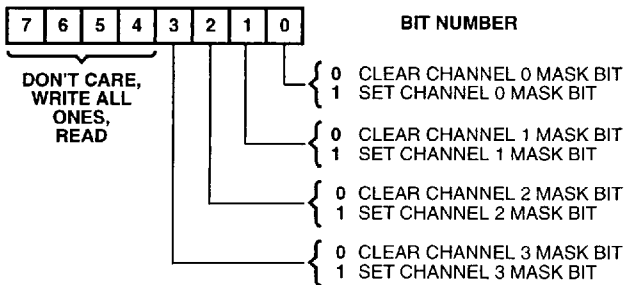 7 6 5 4 3 2 1 0 BIT NUMBER
DON'T CARE,
WRITE ALL
ONES,
READ
0 CLEAR CHANNEL 0 MASK BIT
1 SET CHANNEL 0 MASK BIT
0 CLEAR CHANNEL 1 MASK BIT
1 SET CHANNEL 1 MASK BIT
0 CLEAR CHANNEL 2 MASK BIT
1 SET CHANNEL 2 MASK BIT
0 CLEAR CHANNEL 3 MASK BIT
1 SET CHANNEL 3 MASK BIT